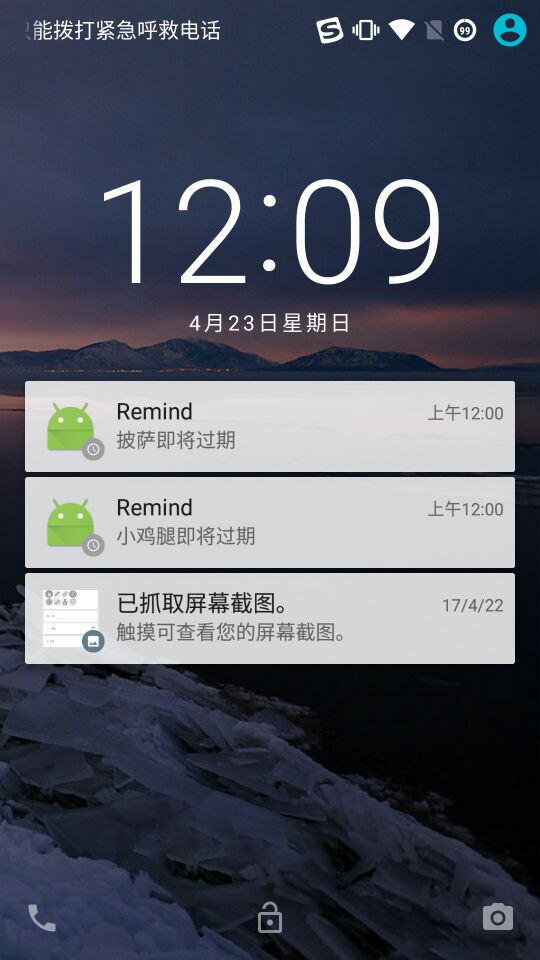 能拨打紧急呼救电话
99
12:09
4月23日星期日
Remind
上午12:00
披萨即将过期
Remind
上午12:00
小鸡腿即将过期
已抓取屏幕截图。
17/4/22
触摸可查看您的屏幕截图。